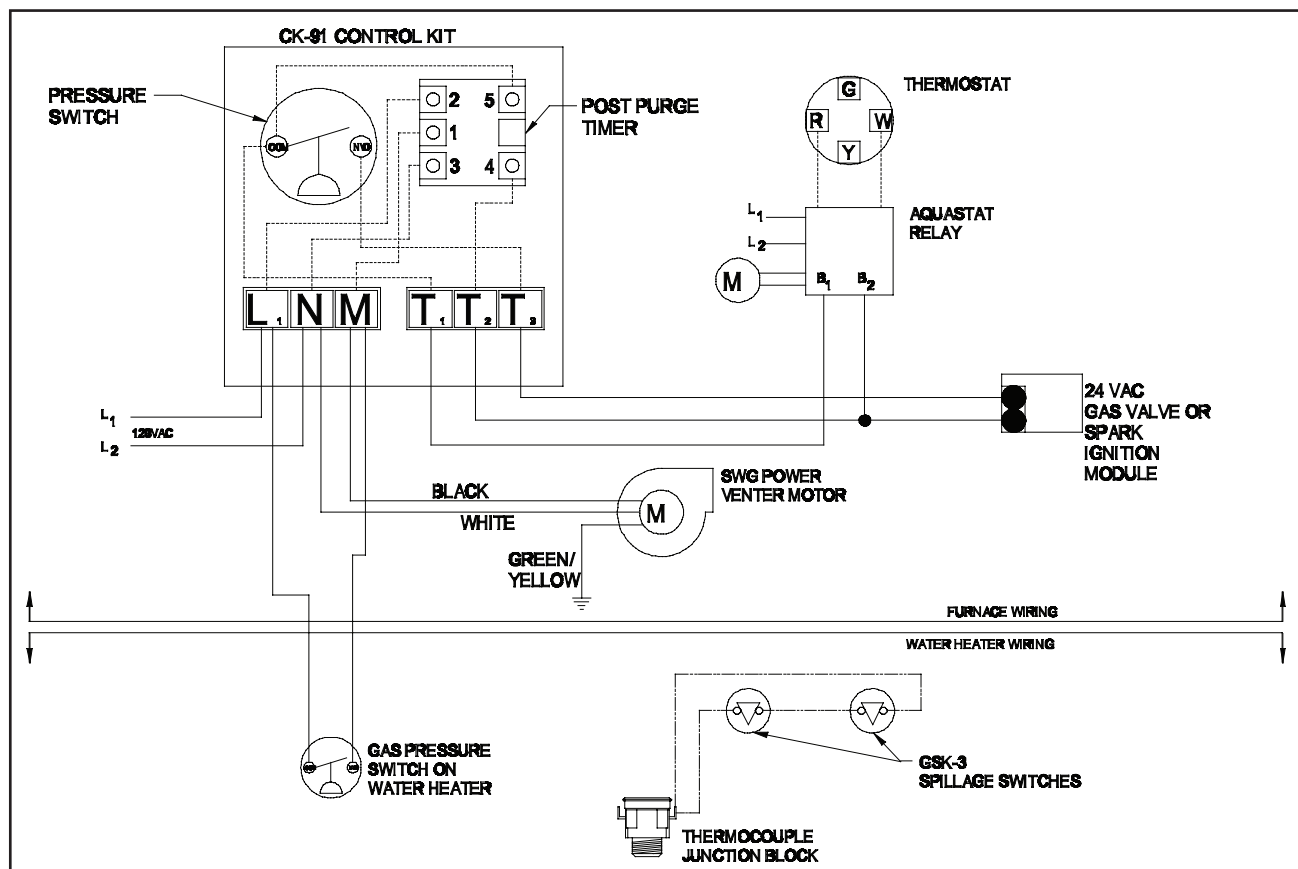 CK-91 CONTROL KIT
PRESSURE
SWITCH
COM
N/O
2
1
3
5
4
POST PURGE
TIMER
THERMOSTAT
G
R
W
Y
AQUASTAT
RELAY
L1
L2
M
B1
B2
L1
N
M
T1
T2
T3
L1
120VAC
L2
24 VAC
GAS VALVE OR
SPARK
IGNITION
MODULE
SWG POWER
VENTER MOTOR
M
BLACK
WHITE
GREEN/
YELLOW
FURNACE WIRING
WATER HEATER WIRING
GAS PRESSURE
SWITCH ON
WATER HEATER
GSK-3
SPILLAGE SWITCHES
THERMOCOUPLE
JUNCTION BLOCK